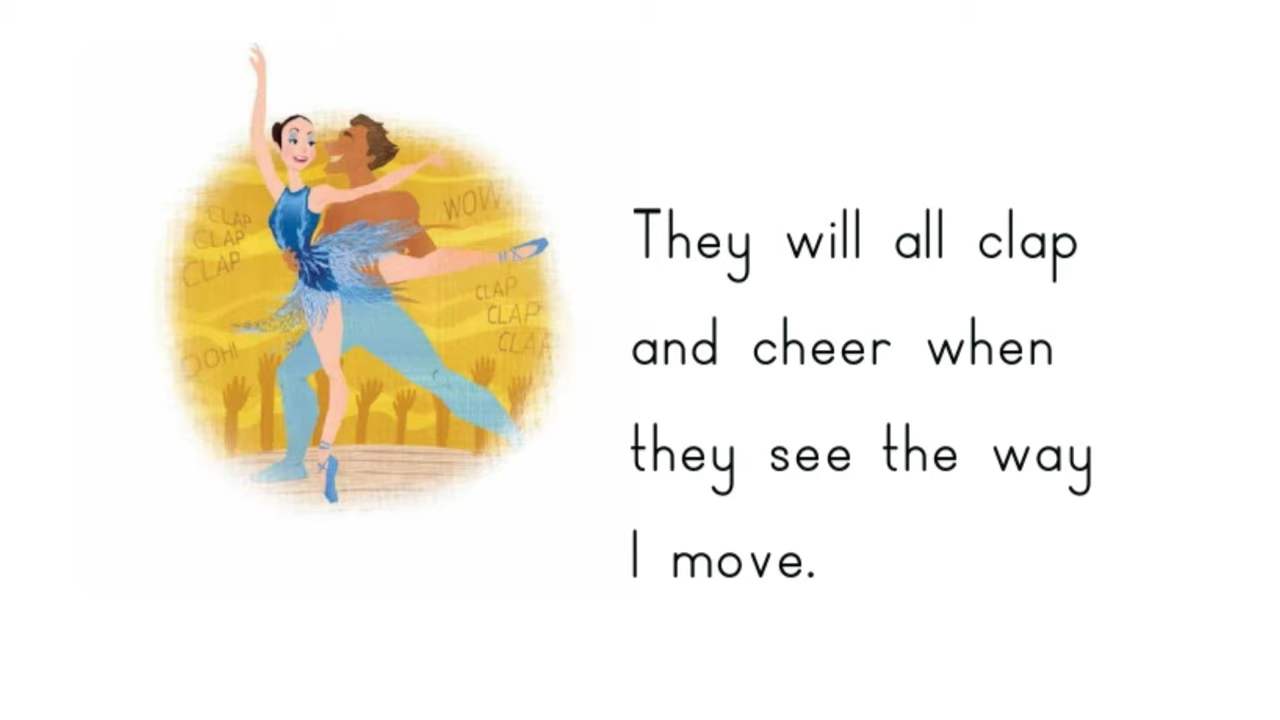 CLAP
CLAP
CLAP
WOW
CLAP
CLAP
CLAP
OOH!
They will all clap
and cheer when
they see the way
I move.